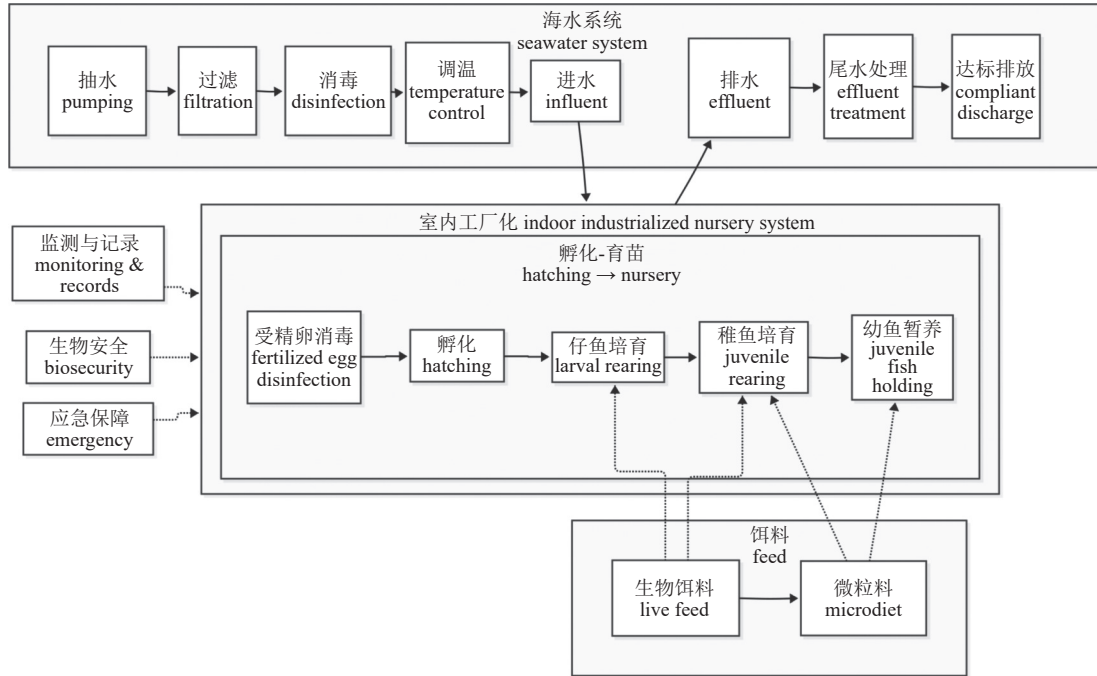 海水系统
seawater system
抽水
pumping
过滤
filtration
消毒
disinfection
调温
temperature
control
进水
influent
排水
effluent
尾水处理
effluent
treatment
达标排放
compliant
discharge
室内工厂化 indoor industrialized nursery system
孵化-育苗
hatching → nursery
监测与记录
monitoring &
records
生物安全
biosecurity
应急保障
emergency
受精卵消毒
fertilized egg
disinfection
孵化
hatching
仔鱼培育
larval rearing
稚鱼培育
juvenile
rearing
幼鱼暂养
juvenile
fish
holding
饵料
feed
生物饵料
live feed
微粒料
microdiet